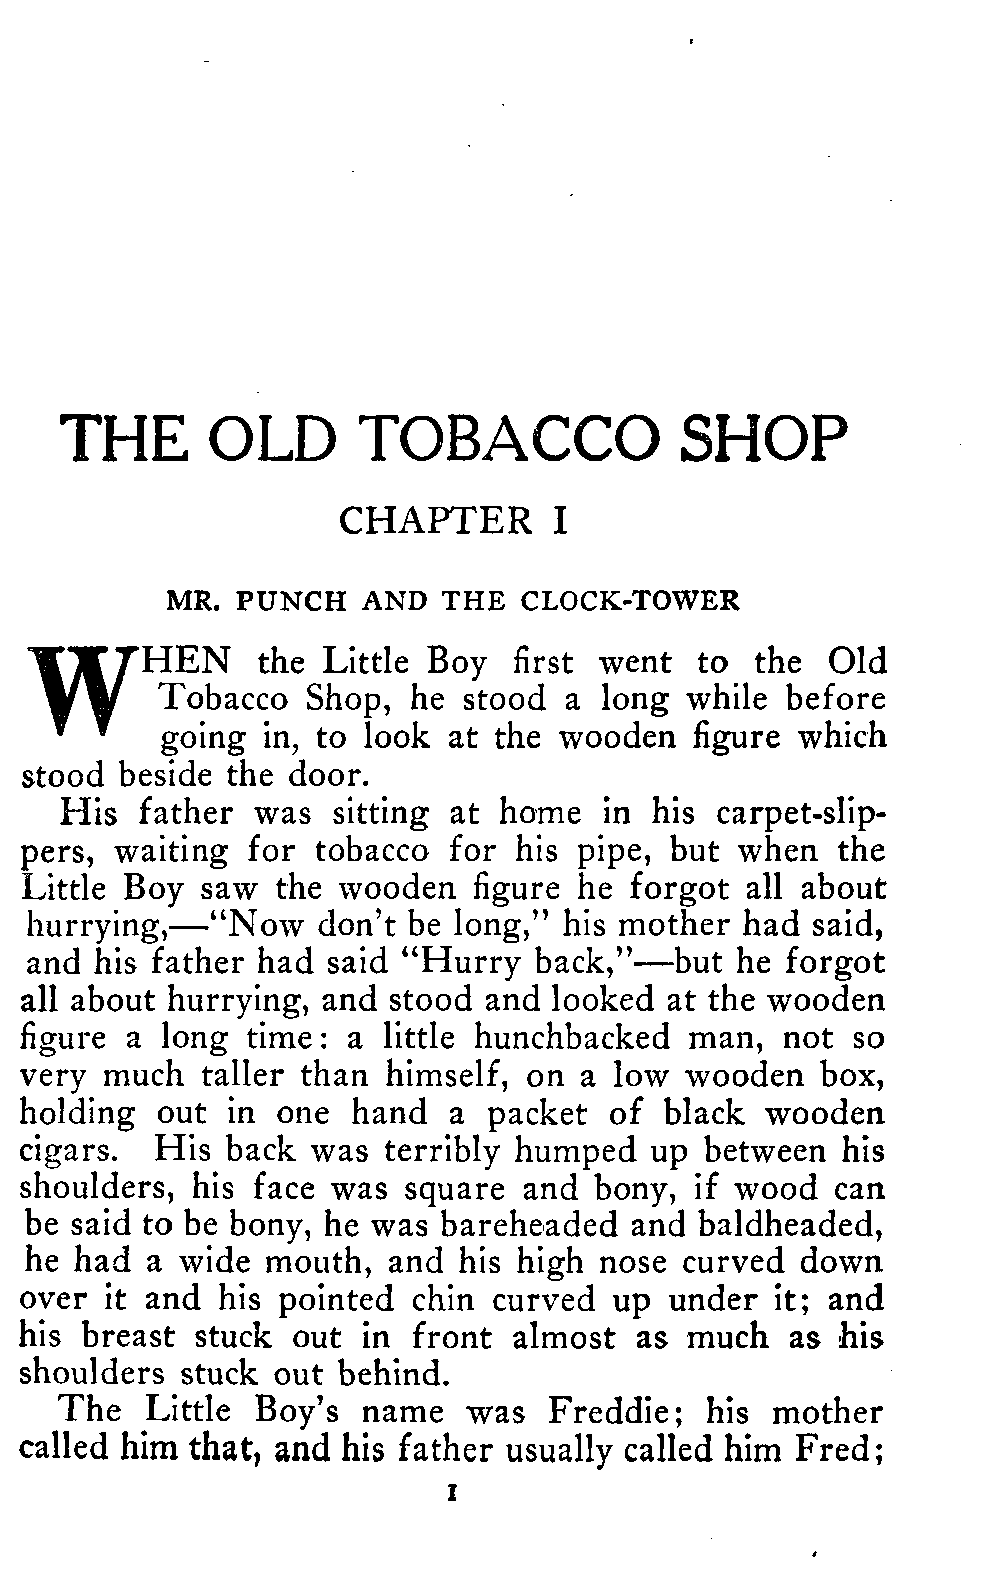 THE OLD TOBACCO SHOP
CHAPTER I
MR. PUNCH AND THE CLOCK-TOWER
WHEN the Little Boy first went to the Old
Tobacco Shop, he stood a long while before
going in, to look at the wooden figure which
stood beside the door.
His father was sitting at home in his carpet-slip-
pers, waiting for tobacco for his pipe, but when the
Little Boy saw the wooden figure he forgot all about
hurrying,—"Now don't be long," his mother had said,
and his father had said "Hurry back,"—but he forgot
all about hurrying, and stood and looked at the wooden
figure a long time: a little hunchbacked man, not so
very much taller than himself, on a low wooden box,
holding out in one hand a packet of black wooden
cigars. His back was terribly humped up between his
shoulders, his face was square and bony, if wood can
be said to be bony, he was bareheaded and baldheaded,
he had a wide mouth, and his high nose curved down
over it and his pointed chin curved up under it; and
his breast stuck out in front almost as much as his
shoulders stuck out behind.
The Little Boy's name was Freddie; his mother
called him that, and his father usually called him Fred;
I